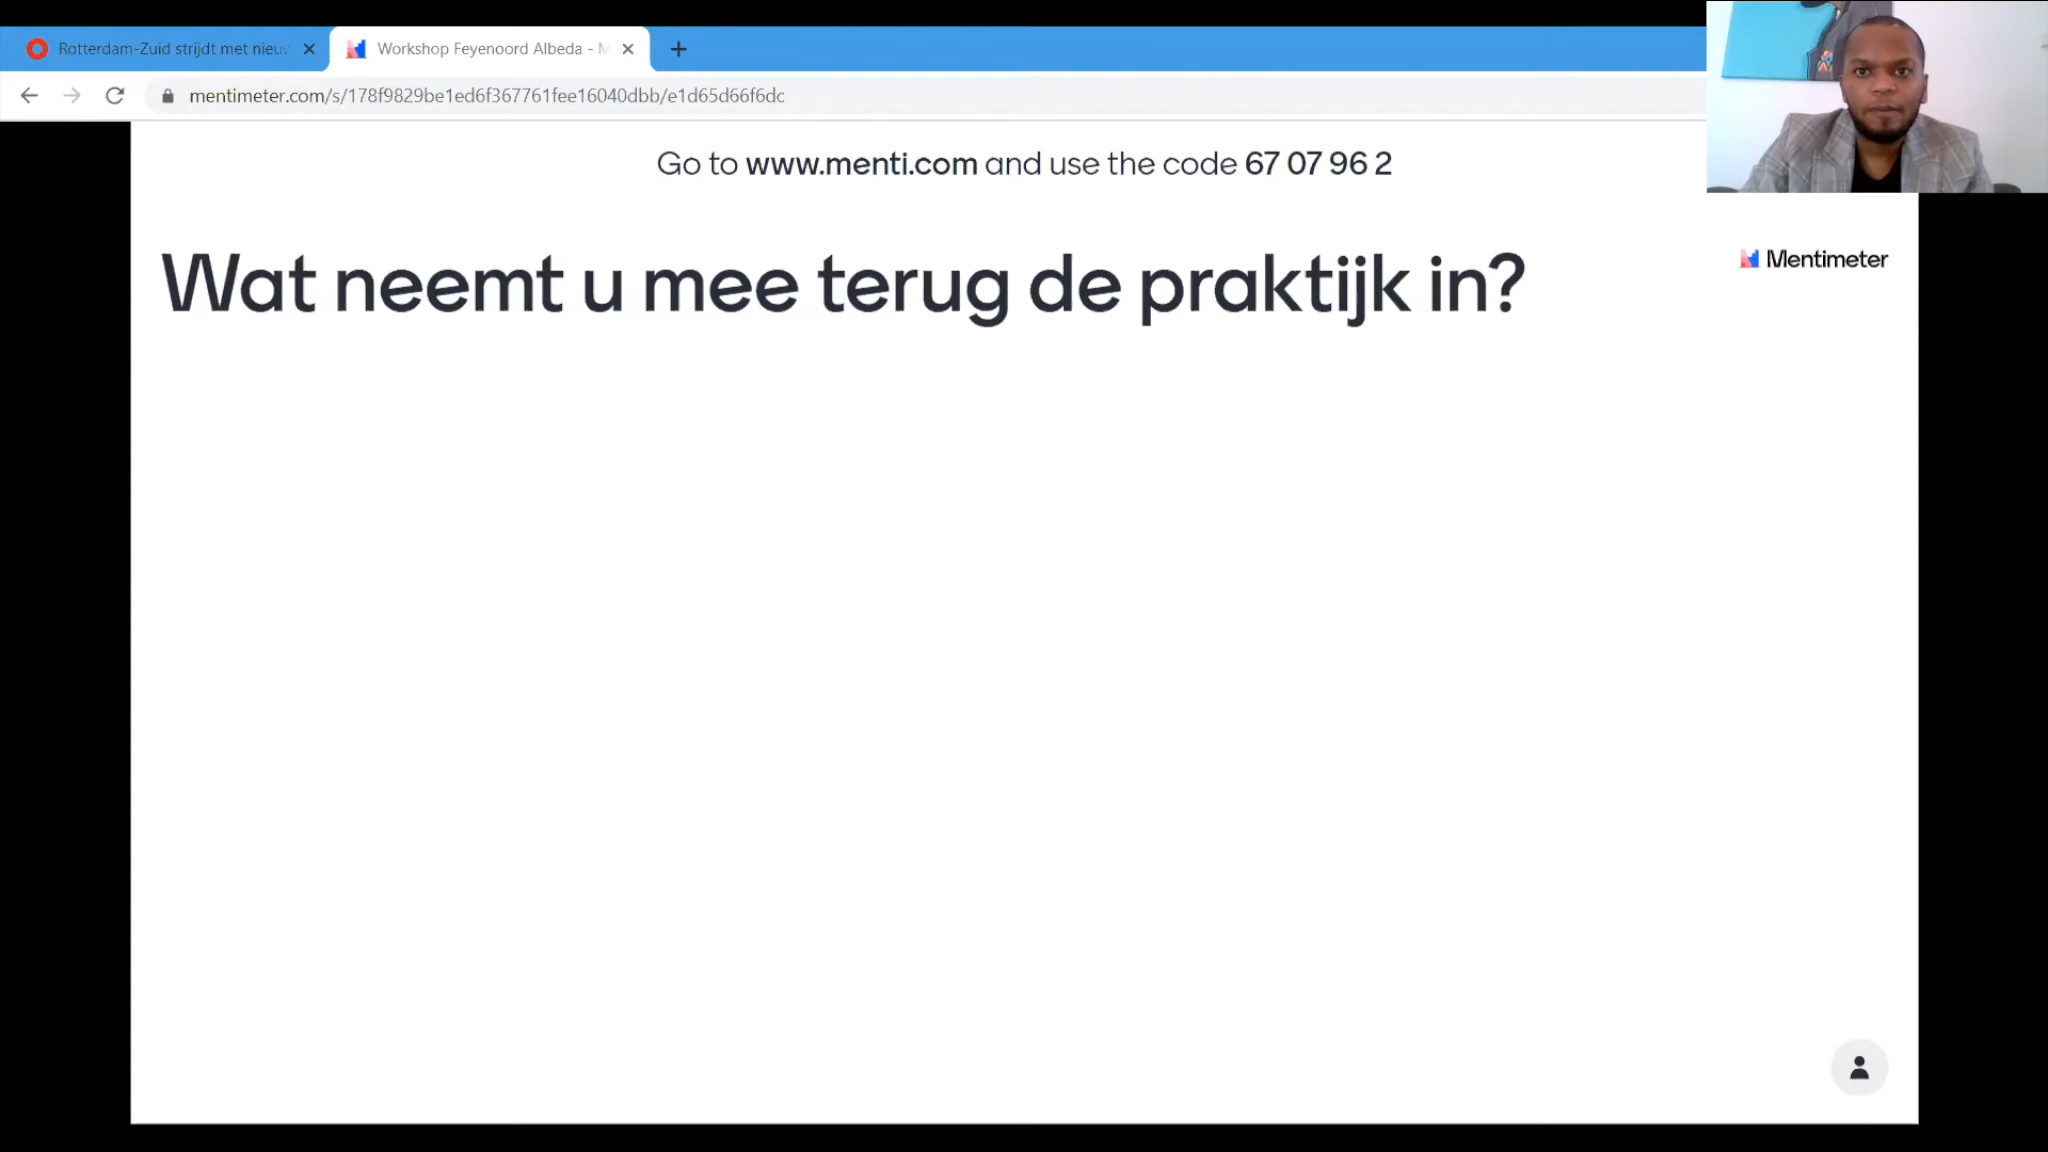 Rotterdam-Zuid strijdt met nieuw
Workshop Feyenoord Albeda - M
mentimeter.com/s/178f9829be1ed6f367761fee16040dbb/e1d65d66f6dc
Go to www.menti.com and use the code 67 07 96 2
Wat neemt u mee terug de praktijk in?
Mentimeter